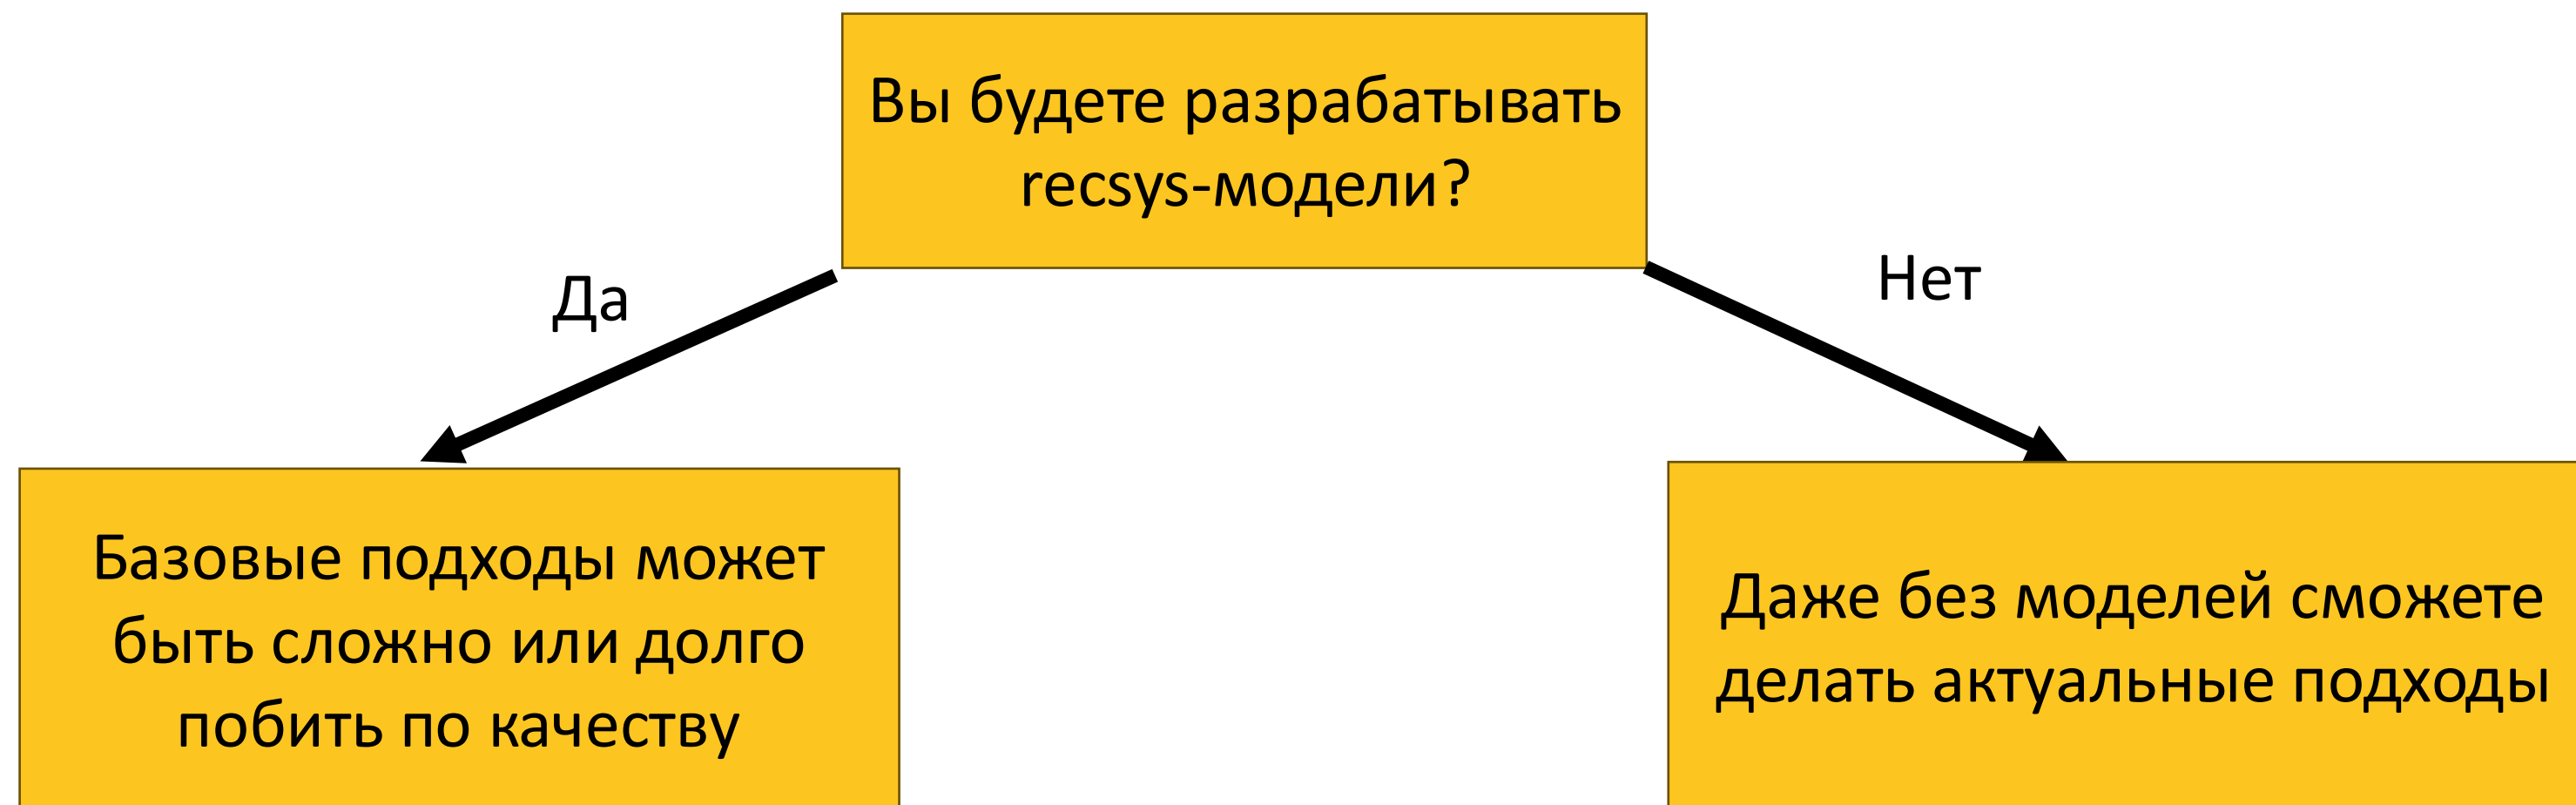 Вы будете разрабатывать
recsys-модели?
Да
Нет
Базовые подходы может
быть сложно или долго
побить по качеству
Даже без моделей сможете
делать актуальные подходы